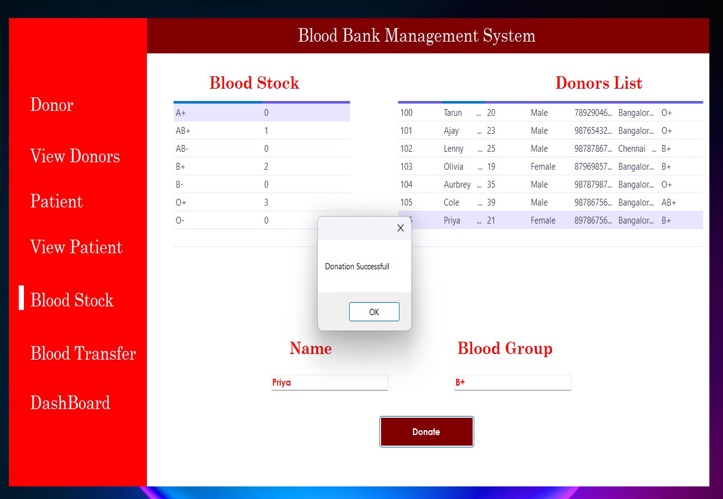 Blood Bank Management System
Donor
View Donors
Patient
View Patient
Blood Stock
Blood Transfer
DashBoard
Blood Stock
A+ 0
AB+ 1
AB- 0
B+ 2
B- 0
O+ 3
O- 0
Donors List
100 Tarun ... 20 Male 78929046... Bangalor... O+
101 Ajay ... 23 Male 98765432... Bangalor... O+
102 Lenny ... 25 Male 98787867... Chennai ... B+
103 Olivia ... 19 Female 87969857... Bangalor... B+
104 Aurbrey ... 35 Male 98787987... Bangalor... O+
105 Cole ... 39 Male 98786756... Bangalor... AB+
Priya ... 21 Female 89786756... Bangalor... B+
X
Donation Successfull
OK
Name
Priya
Blood Group
B+
Donate